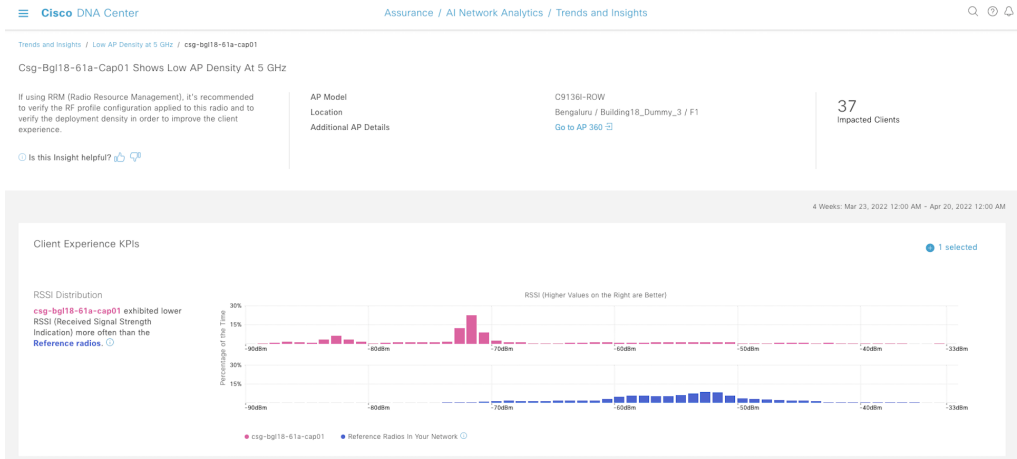 Cisco DNA Center
Assurance / AI Network Analytics / Trends and Insights
Trends and Insights / Low AP Density at 5 GHz / csg-bgl18-61a-cap01
Csg-Bgl18-61a-Cap01 Shows Low AP Density At 5 GHz
If using RRM (Radio Resource Management), it's recommended
to verify the RF profile configuration applied to this radio and to
verify the deployment density in order to improve the client
experience.
Is this Insight helpful?
AP Model
C9136I-ROW
Location
Bengaluru / Building18_Dummy_3 / F1
Additional AP Details
Go to AP 360
37
Impacted Clients
4 Weeks: Mar 23, 2022 12:00 AM - Apr 20, 2022 12:00 AM
Client Experience KPIs
1 selected
RSSI Distribution
csg-bgl18-61a-cap01 exhibited lower
RSSI (Received Signal Strength
Indication) more often than the
Reference radios.
RSSI (Higher Values on the Right are Better)
Percentage of the Time
30%
15%
-90dBm -80dBm -70dBm -60dBm -50dBm -40dBm -33dBm
30%
15%
-90dBm -80dBm -70dBm -60dBm -50dBm -40dBm -33dBm
csg-bgl18-61a-cap01 Reference Radios In Your Network